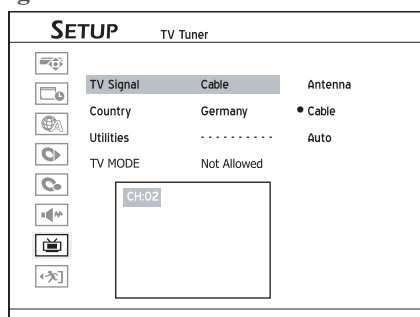 SETUP TV Tuner
TV Signal Cable Antenna
Country Germany Cable
Utilities - - - - - - - - - - Auto
TV MODE Not Allowed
CH:02